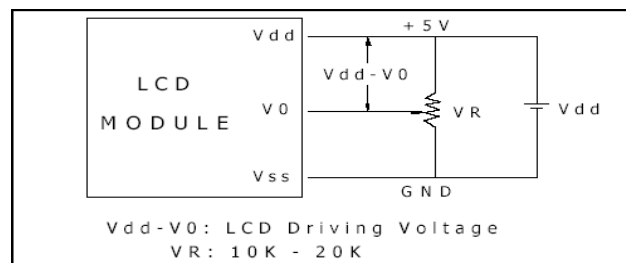 Vdd
+5V
Vdd-V0
LCD
MODULE
V0
VR
Vdd
Vss
GND
Vdd-V0: LCD Driving Voltage
VR: 10K - 20K